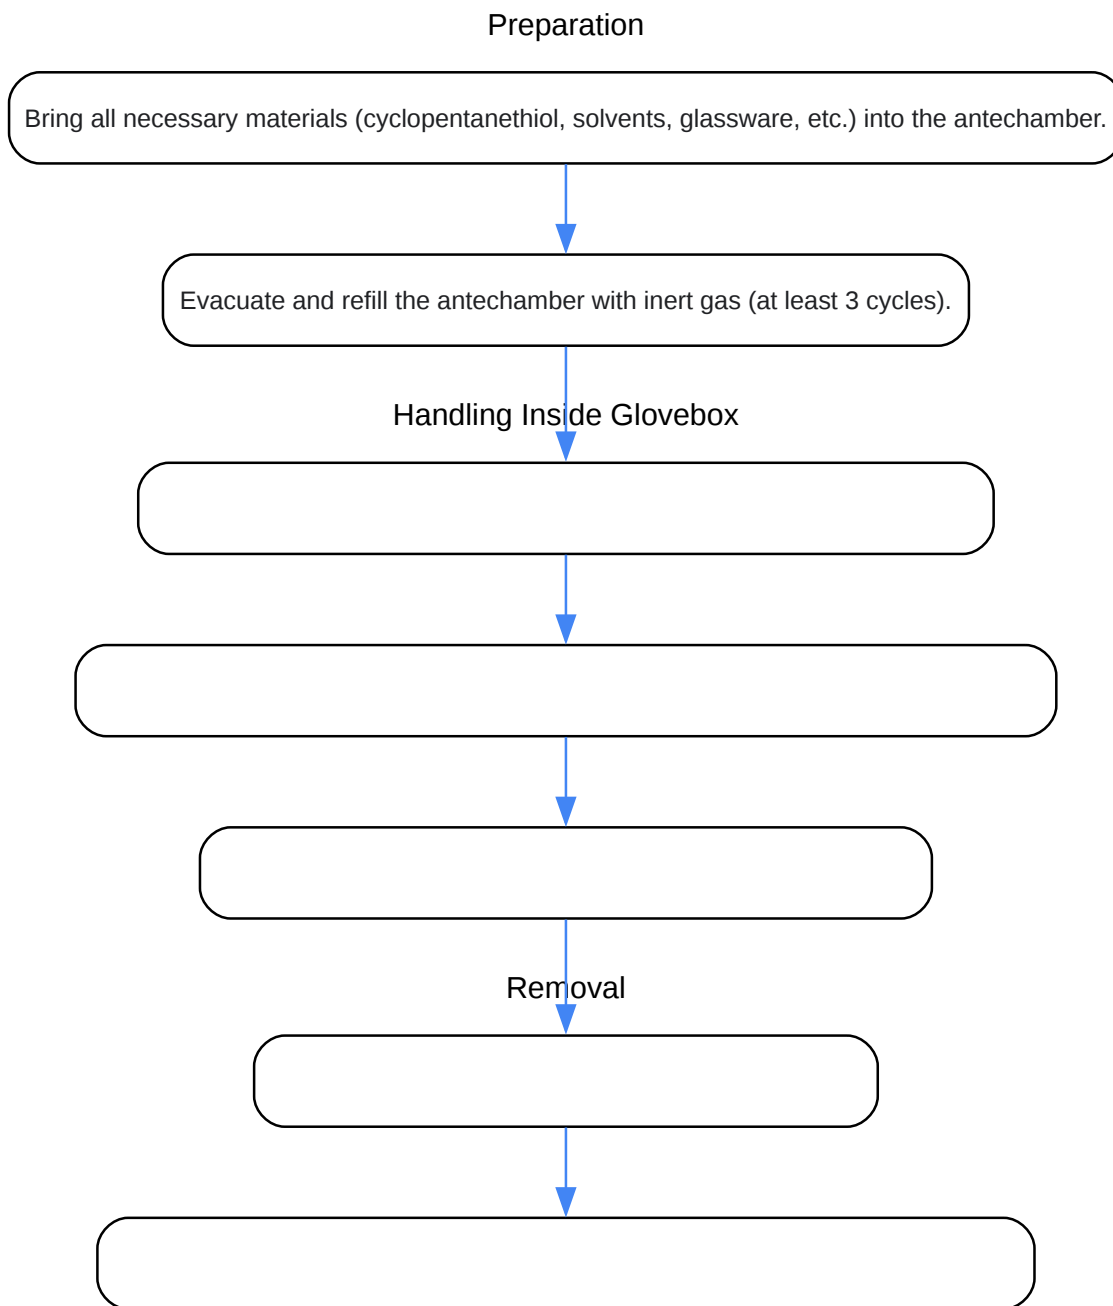 Preparation
Bring all necessary materials (cyclopentanethiol, solvents, glassware, etc.) into the antechamber.
Evacuate and refill the antechamber with inert gas (at least 3 cycles).
Handling Inside Glovebox
Removal